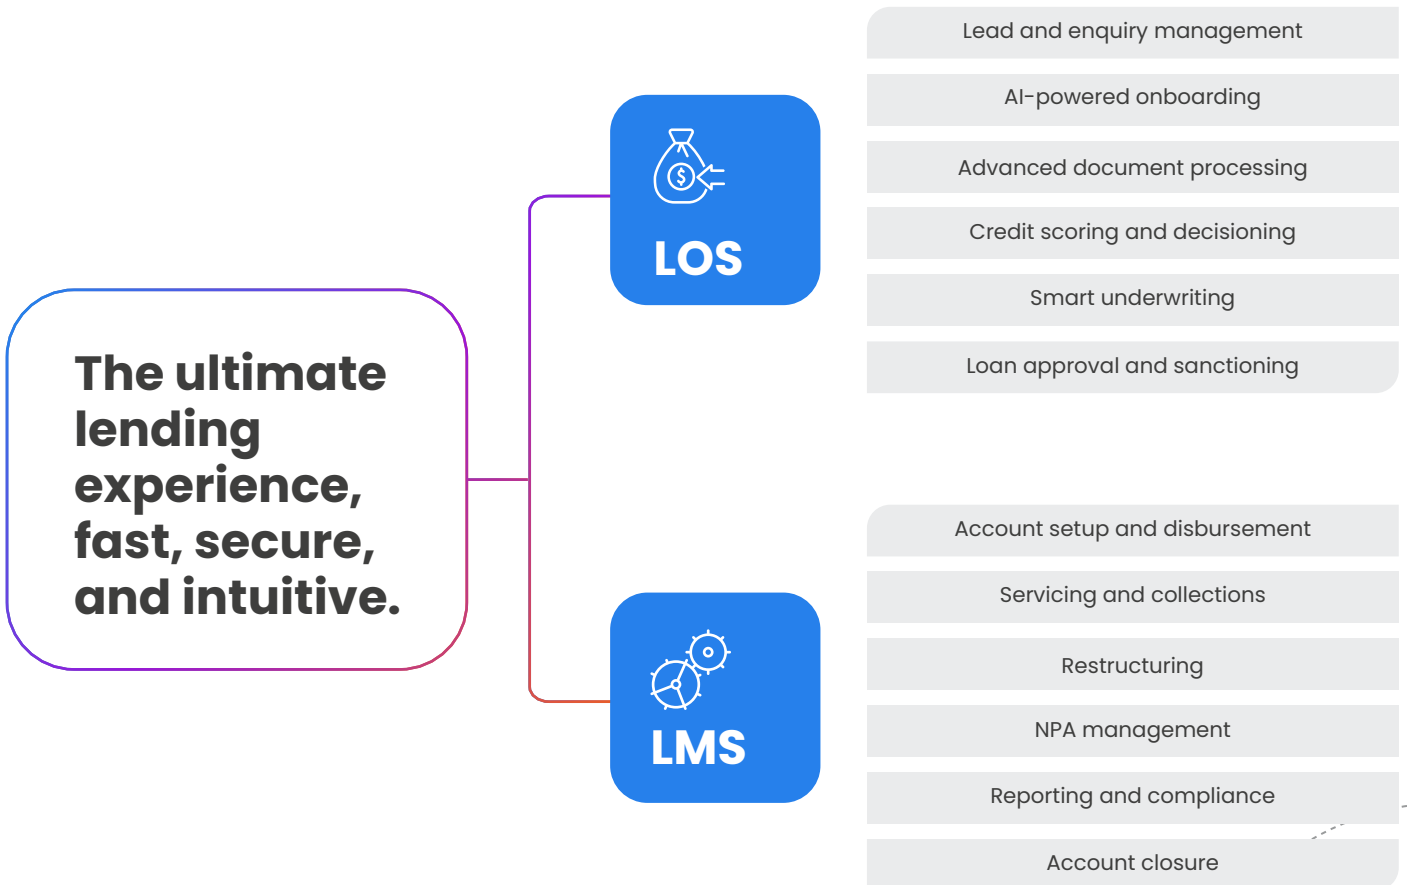 The ultimate
lending
experience,
fast, secure,
and intuitive.
$
LOS
Lead and enquiry management
AI-powered onboarding
Advanced document processing
Credit scoring and decisioning
Smart underwriting
Loan approval and sanctioning
LMS
Account setup and disbursement
Servicing and collections
Restructuring
NPA management
Reporting and compliance
Account closure